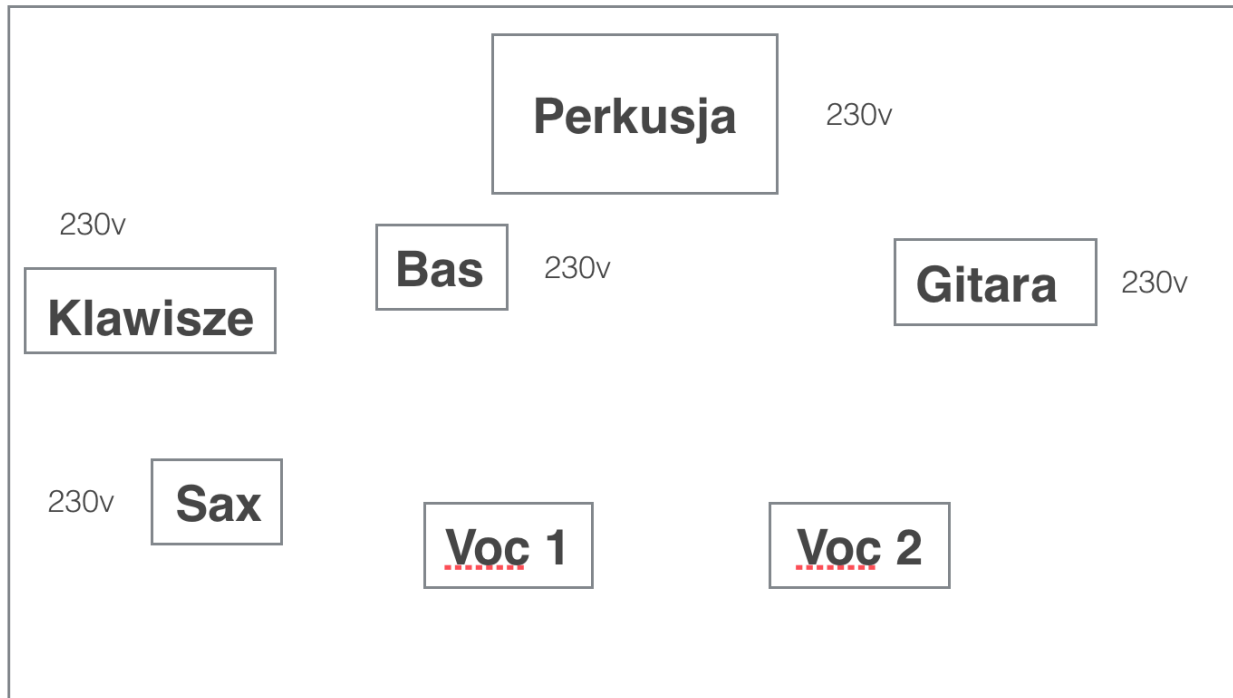 Perkusja
230v
230v
Bas
230v
Gitara
230v
Klawisze
230v
Sax
Voc 1
Voc 2